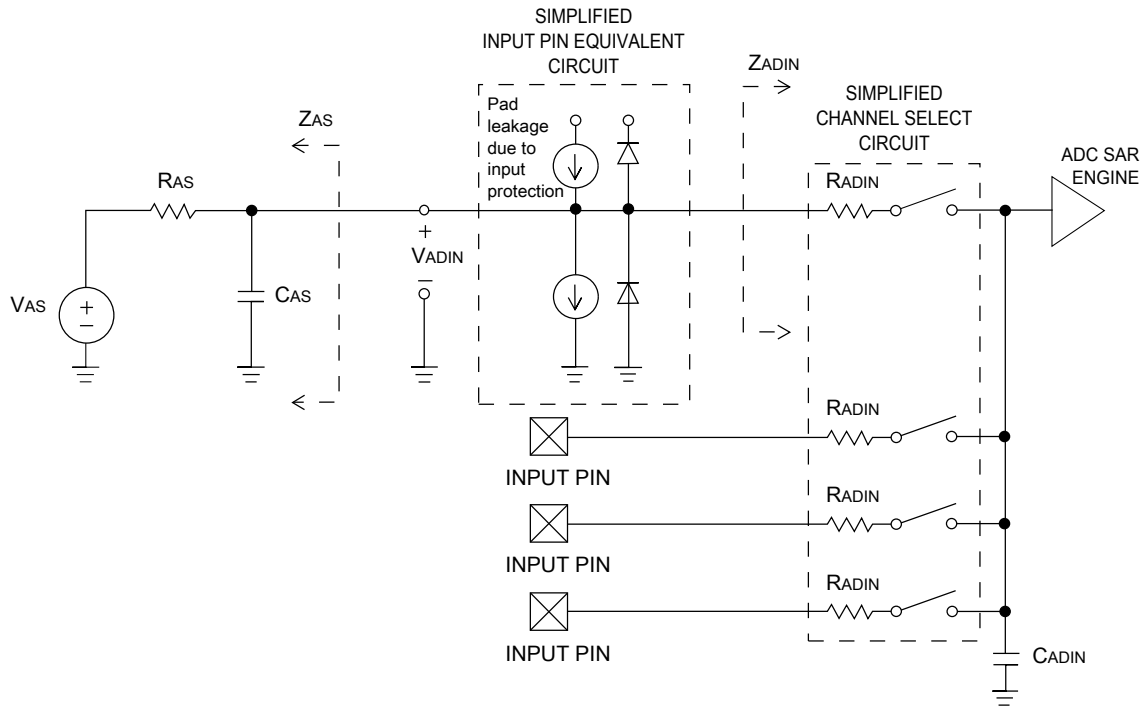 SIMPLIFIED
INPUT PIN EQUIVALENT
CIRCUIT
Pad
leakage
due to
input
protection
ZAS
ZADIN
SIMPLIFIED
CHANNEL SELECT
CIRCUIT
ADC SAR
ENGINE
RAS
RADIN
+
VADIN
−
CAS
VAS
+
−
RADIN
INPUT PIN
RADIN
INPUT PIN
RADIN
INPUT PIN
CADIN